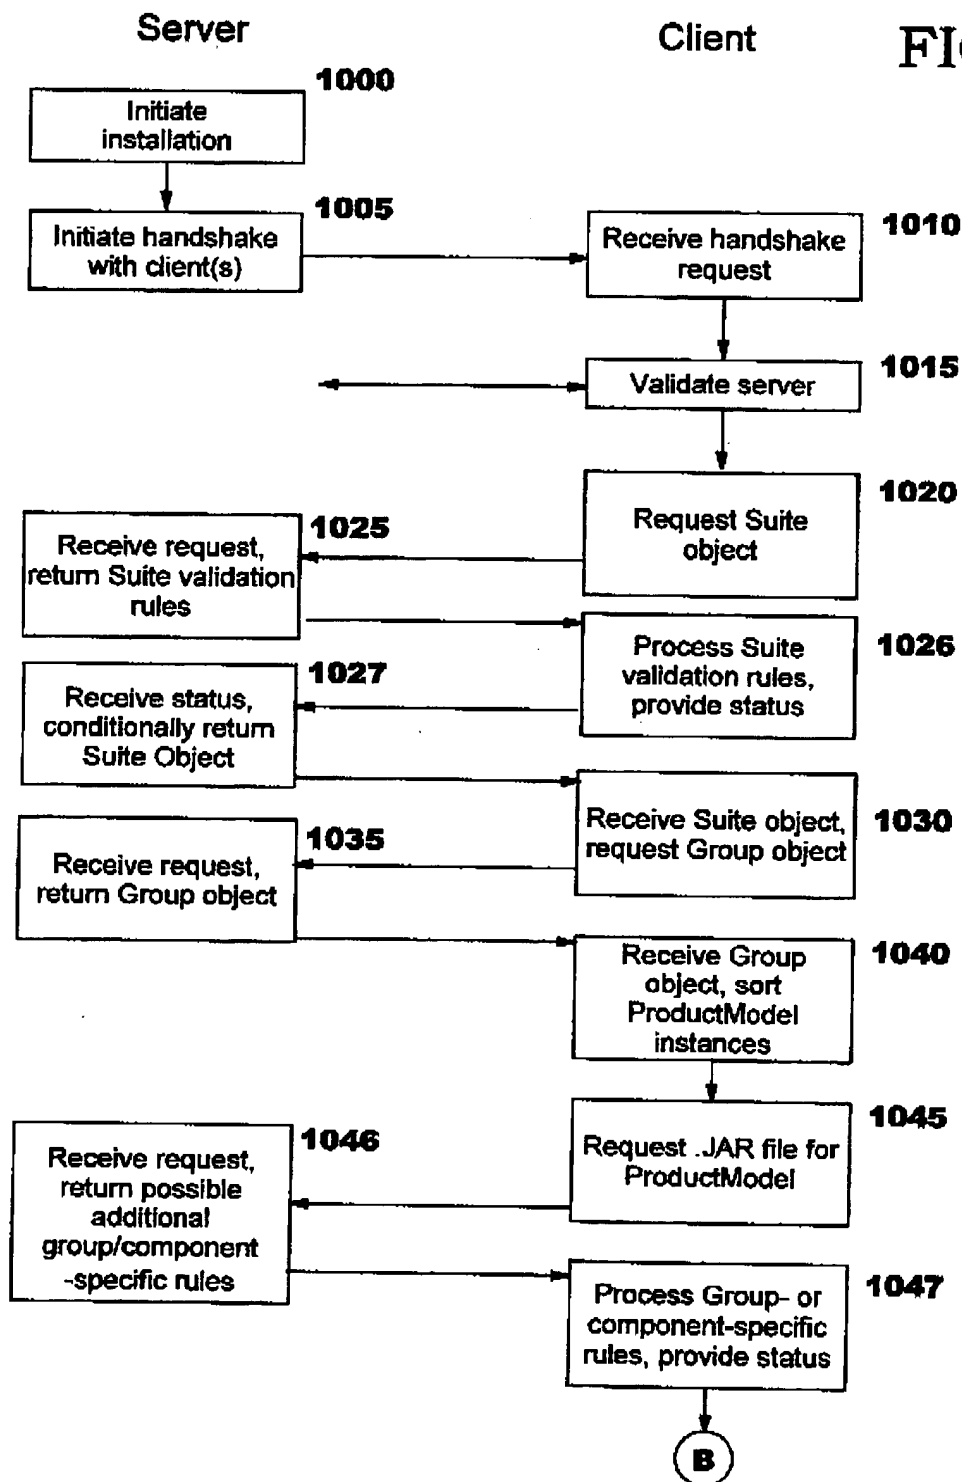 Server
Client
FIG
1000
Initiate
installation
1005
Initiate handshake
with client(s)
1010
Receive handshake
request
1015
Validate server
1020
Request Suite
object
1025
Receive request,
return Suite validation
rules
1026
Process Suite
validation rules,
provide status
1027
Receive status,
conditionally return
Suite Object
1030
Receive Suite object,
request Group object
1035
Receive request,
return Group object
1040
Receive Group
object, sort
ProductModel
instances
1045
Request .JAR file for
ProductModel
1046
Receive request,
return possible
additional
group/component
-specific rules
1047
Process Group- or
component-specific
rules, provide status
B